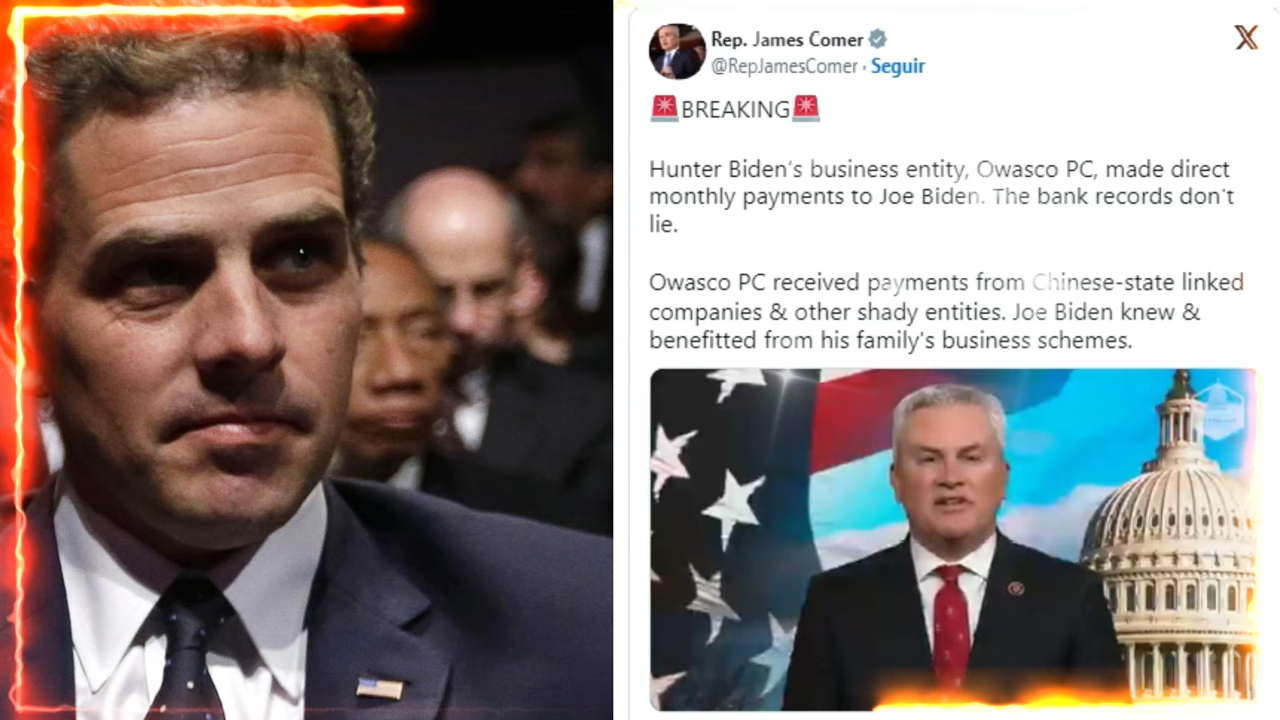 Rep. James Comer
@RepJamesComer · Seguir
🚨BREAKING🚨
Hunter Biden's business entity, Owasco PC, made direct
monthly payments to Joe Biden. The bank records don't
lie.
Owasco PC received payments from Chinese-state linked
companies & other shady entities. Joe Biden knew &
benefitted from his family's business schemes.